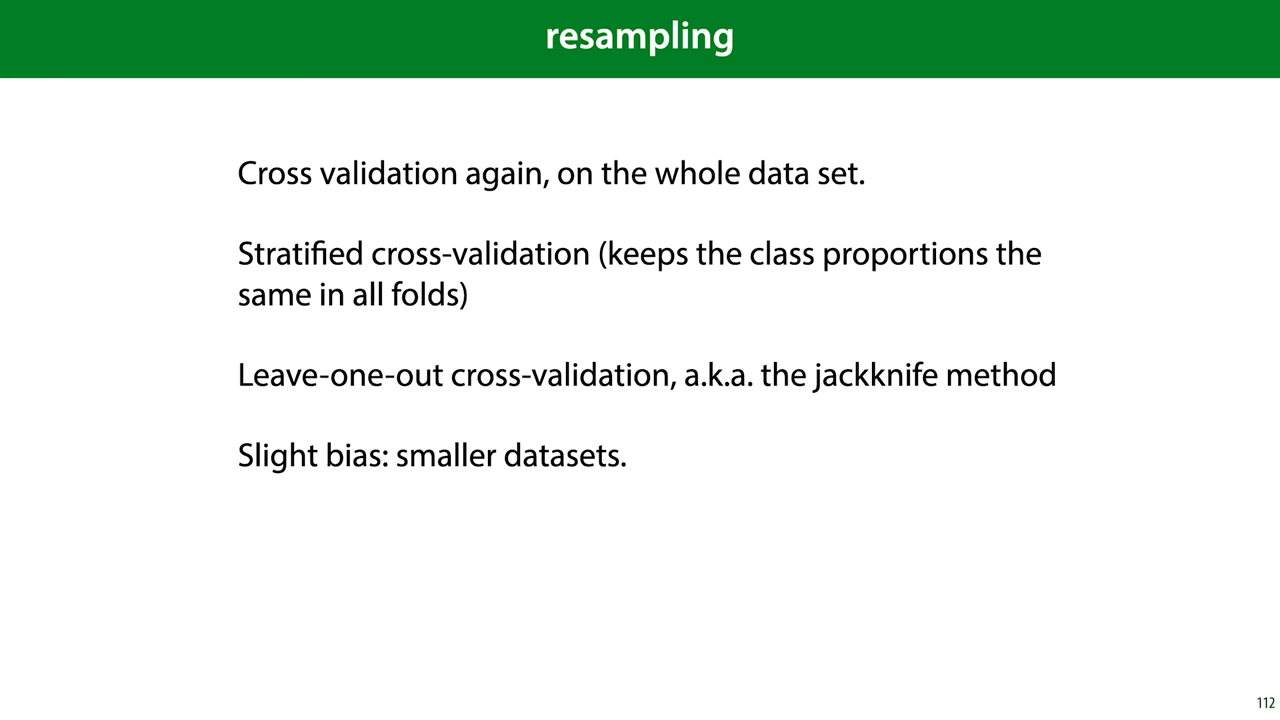 resampling
Cross validation again, on the whole data set.
Stratified cross-validation (keeps the class proportions the
same in all folds)
Leave-one-out cross-validation, a.k.a. the jackknife method
Slight bias: smaller datasets.
112